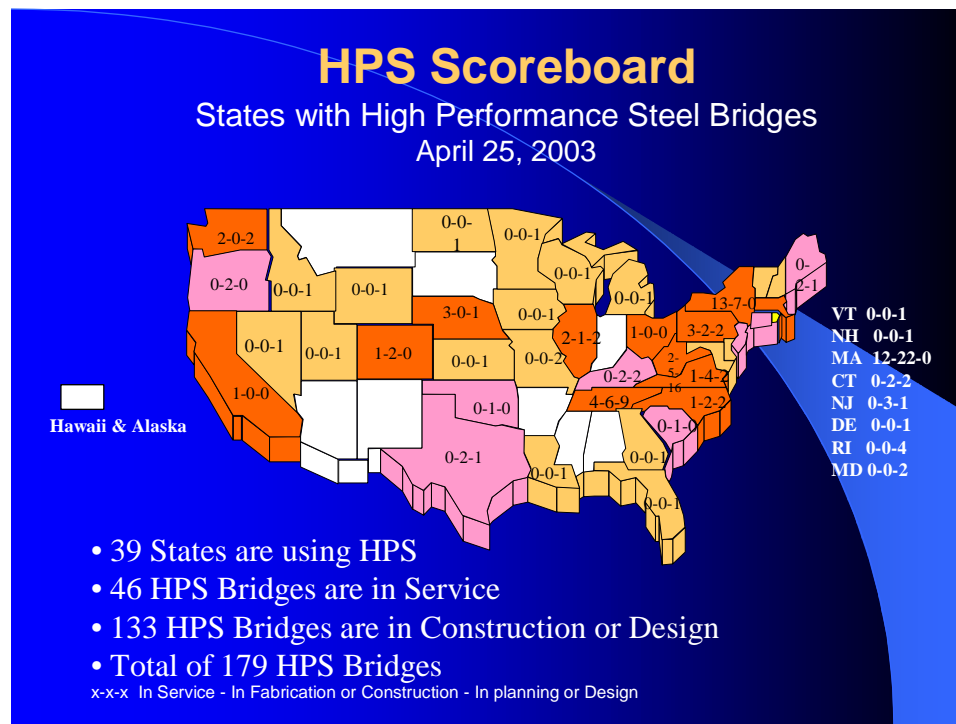 HPS Scoreboard
States with High Performance Steel Bridges
April 25, 2003
2-0-2
0-2-0
0-0-1
0-0-1
0-0-
1
0-0-1
0-0-1
0-0-1
0-0-1
1-0-0
0-0-1
1-2-0
3-0-1
0-0-1
0-0-1
0-0-2
2-1-2
0-0-1
1-0-0
3-2-2
13-7-0
0-
2-1
0-2-2
2-
5-
16
1-4-2
1-2-2
4-6-9
0-1-0
0-1-0
0-2-1
0-0-1
0-0-1
0-0-1
VT 0-0-1
NH 0-0-1
MA 12-22-0
CT 0-2-2
NJ 0-3-1
DE 0-0-1
RI 0-0-4
MD 0-0-2
Hawaii & Alaska
• 39 States are using HPS
• 46 HPS Bridges are in Service
• 133 HPS Bridges are in Construction or Design
• Total of 179 HPS Bridges
x-x-x In Service - In Fabrication or Construction - In planning or Design